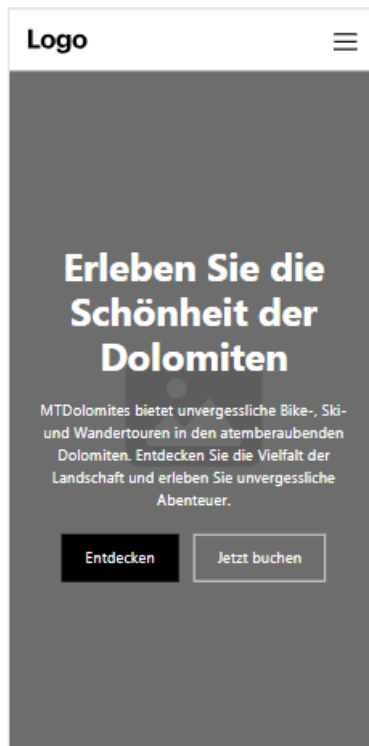 Logo
Erleben Sie die
Schönheit der
Dolomiten
MTDolomites bietet unvergessliche Bike-, Ski-
und Wandertouren in den atemberaubenden
Dolomiten. Entdecken Sie die Vielfalt der
Landschaft und erleben Sie unvergessliche
Abenteuer.
Entdecken
Jetzt buchen